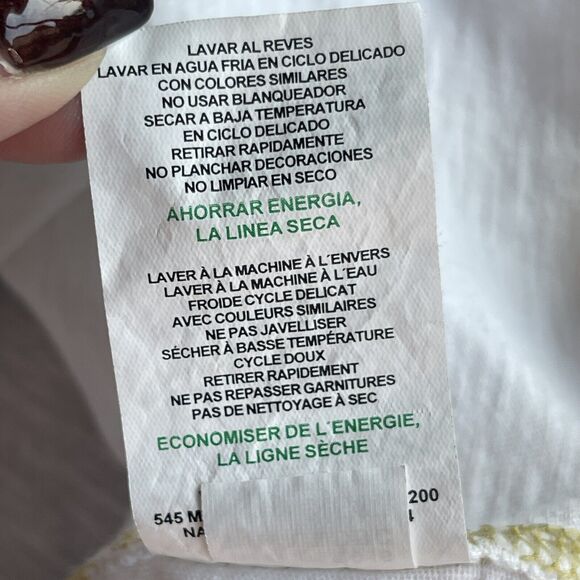 LAVAR AL REVES
LAVAR EN AGUA FRIA EN CICLO DELICADO
CON COLORES SIMILARES
NO USAR BLANQUEADOR
SECAR A BAJA TEMPERATURA
EN CICLO DELICADO
RETIRAR RAPIDAMENTE
NO PLANCHAR DECORACIONES
NO LIMPIAR EN SECO
AHORRAR ENERGIA,
LA LINEA SECA
LAVER À LA MACHINE À L´ENVERS
LAVER À LA MACHINE À L´EAU
FROIDE CYCLE DELICAT
AVEC COULEURS SIMILAIRES
NE PAS JAVELLISER
SÉCHER À BASSE TEMPÉRATURE
CYCLE DOUX
RETIRER RAPIDEMENT
NE PAS REPASSER GARNITURES
PAS DE NETTOYAGE À SEC
ECONOMISER DE L´ENERGIE,
LA LIGNE SÈCHE
545 200